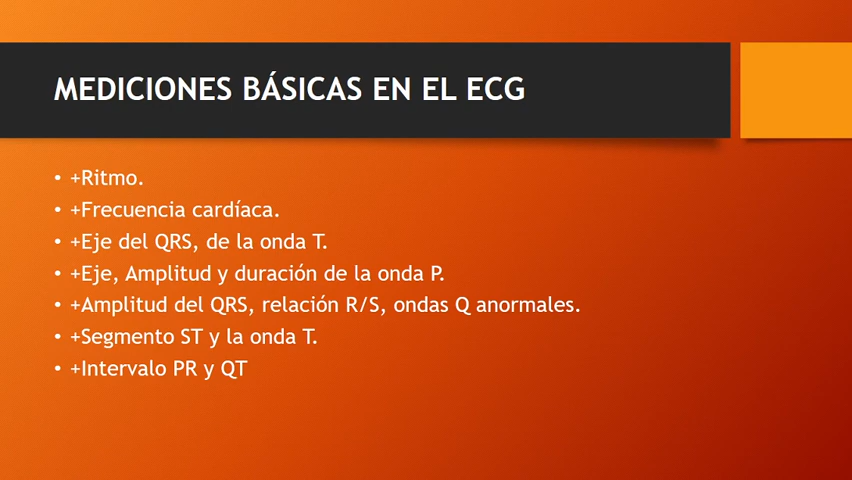 MEDICIONES BÁSICAS EN EL ECG
• +Ritmo.
• +Frecuencia cardíaca.
• +Eje del QRS, de la onda T.
• +Eje, Amplitud y duración de la onda P.
• +Amplitud del QRS, relación R/S, ondas Q anormales.
• +Segmento ST y la onda T.
• +Intervalo PR y QT